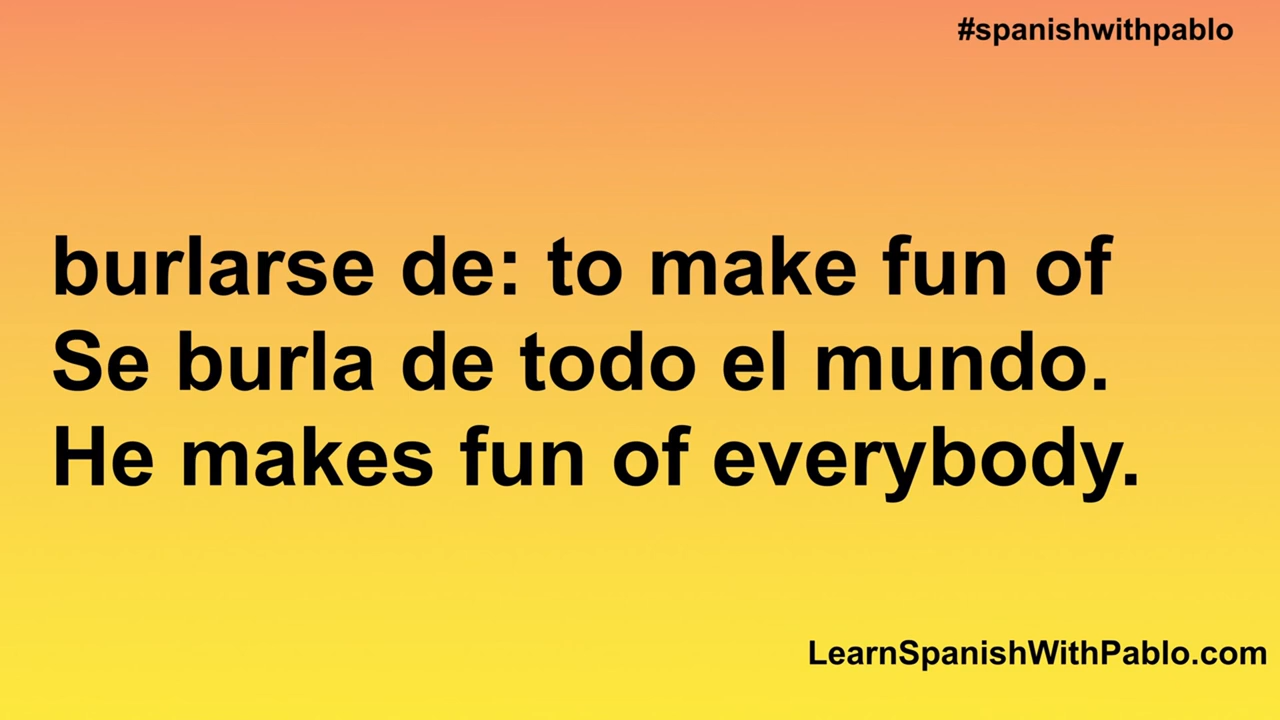 #spanishwithpablo
burlarse de: to make fun of
Se burla de todo el mundo.
He makes fun of everybody.
LearnSpanishWithPablo.com